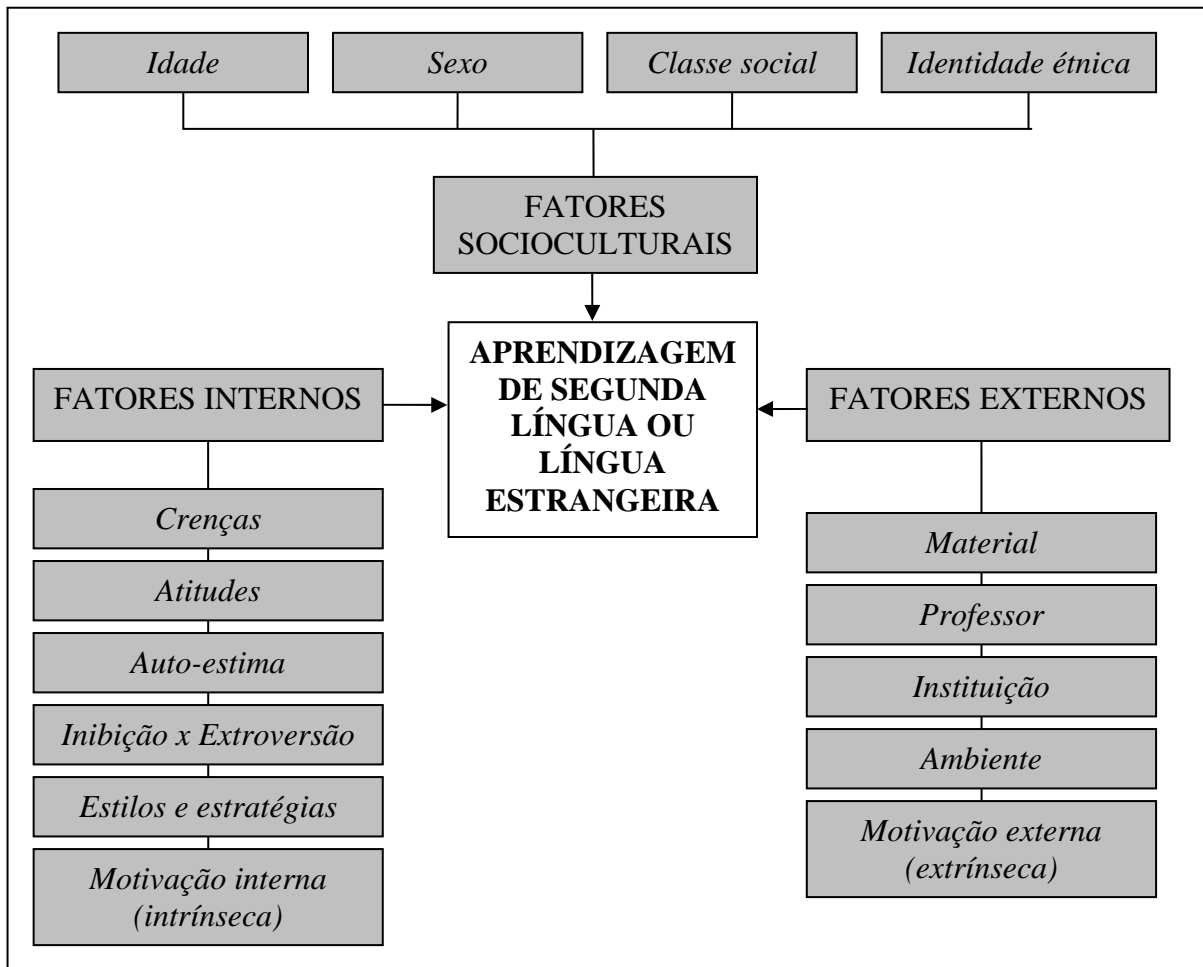 Idade
Sexo
Classe social
Identidade étnica
FATORES
SOCIOCULTURAIS
APRENDIZAGEM
DE SEGUNDA
LÍNGUA OU
LÍNGUA
ESTRANGEIRA
FATORES INTERNOS
Crenças
Atitudes
Auto-estima
Inibição x Extroversão
Estilos e estratégias
Motivação interna
(intrínseca)
FATORES EXTERNOS
Material
Professor
Instituição
Ambiente
Motivação externa
(extrínseca)